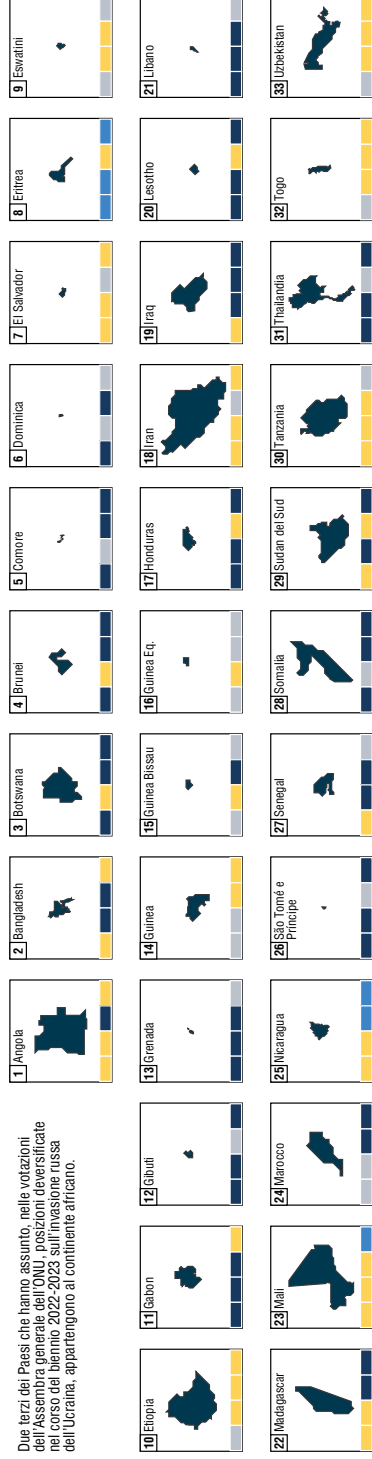 Due terzi dei Paesi che hanno assunto, nelle votazioni
dell'Assembra generale dell'ONU, posizioni deversificate
nel corso del biennio 2022-2023 sull'invasione russa
dell'Ucraina, appartengono al continente africano.
1 Angola
2 Bangladesh
3 Botswana
4 Brunei
5 Comore
6 Dominica
7 El Salvador
8 Eritrea
9 Eswatini
10 Etiopia
11 Gabon
12 Gibuti
13 Grenada
14 Guinea
15 Guinea Bissau
16 Guinea Eq.
17 Honduras
18 Iran
19 Iraq
20 Lesotho
21 Libano
22 Madagascar
23 Mali
24 Marocco
25 Nicaragua
26 São Tomé e
Príncipe
27 Senegal
28 Somalia
29 Sudan del Sud
30 Tanzania
31 Thailandia
32 Togo
33 Uzbekistan